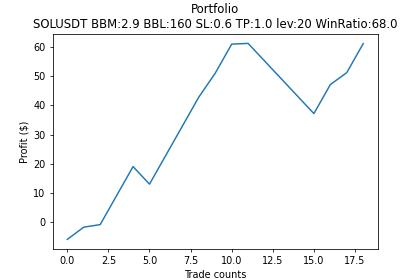 Portfolio
SOLUSDT BBM:2.9 BBL:160 SL:0.6 TP:1.0 lev:20 WinRatio:68.0
60
50
40
30
20
10
0
Profit ($)
0.0 2.5 5.0 7.5 10.0 12.5 15.0 17.5
Trade counts